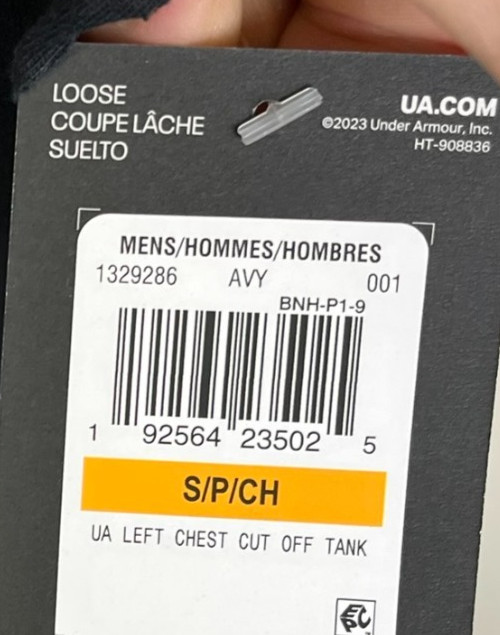 LOOSE
COUPE LÂCHE
SUELTO
UA.COM
©2023 Under Armour, Inc.
HT-908836
MENS/HOMMES/HOMBRES
1329286 AVY 001
BNH-P1-9
1 92564 23502 5
S/P/CH
UA LEFT CHEST CUT OFF TANK
EPC